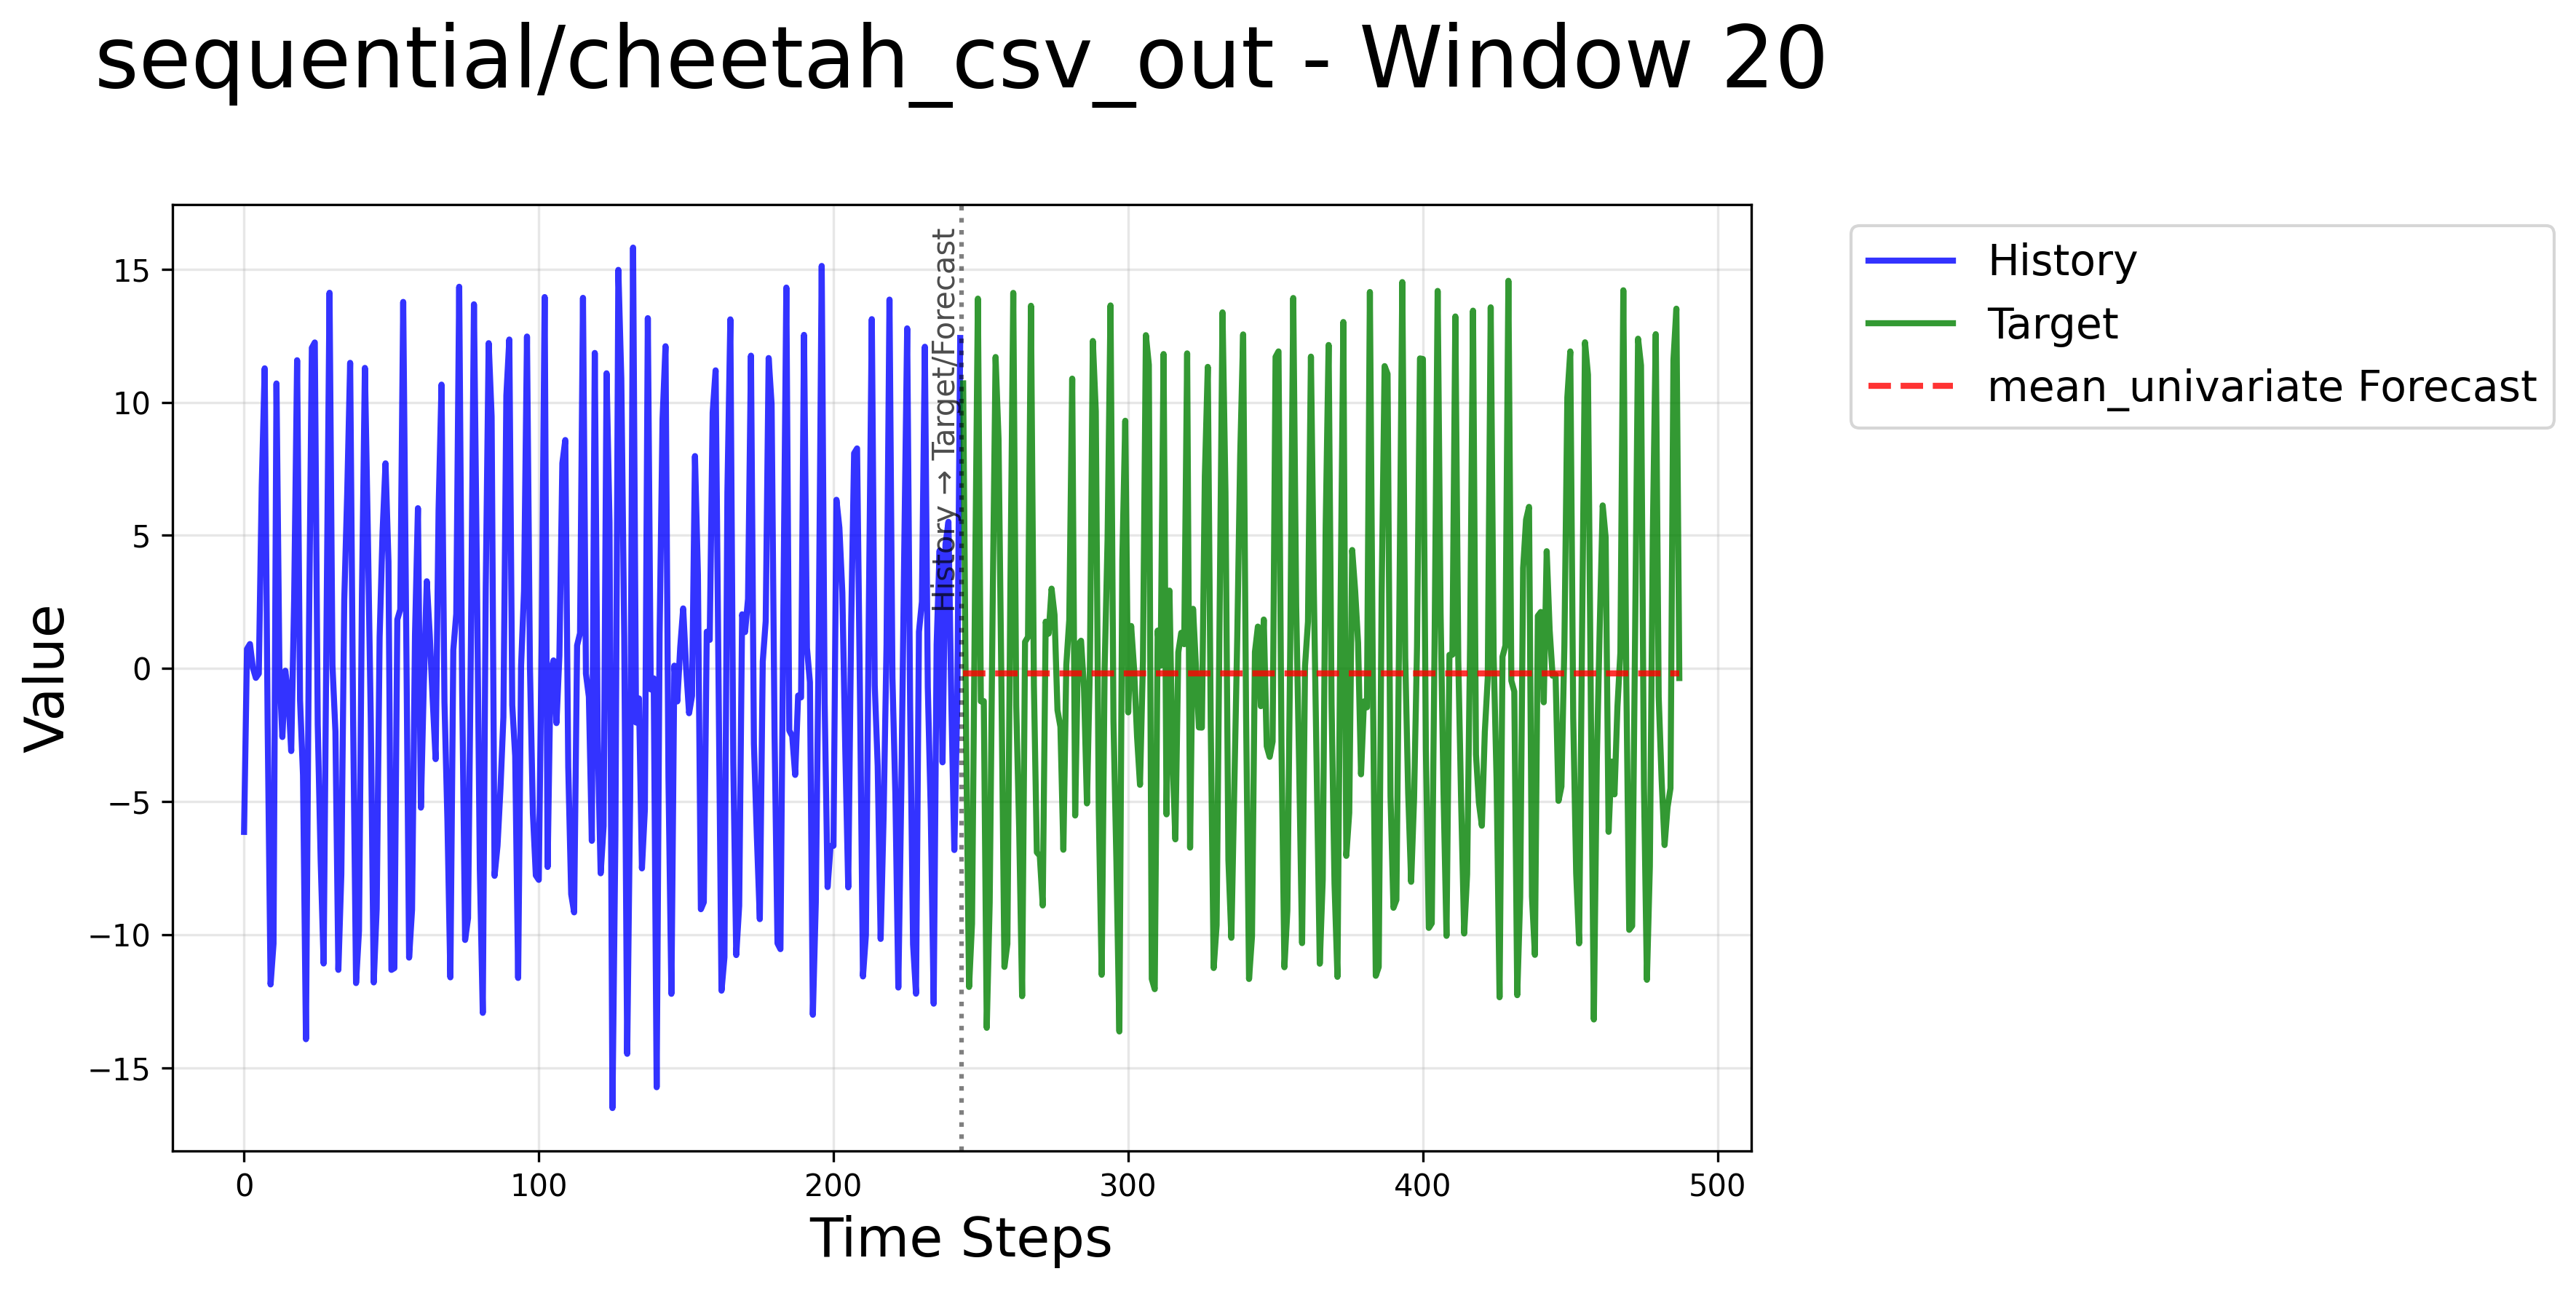 sequential/cheetah_csv_out - Window 20
History → Target/Forecast
History
Target
mean_univariate Forecast
Value
15
10
5
0
−5
−10
−15
0
100
200
300
400
500
Time Steps